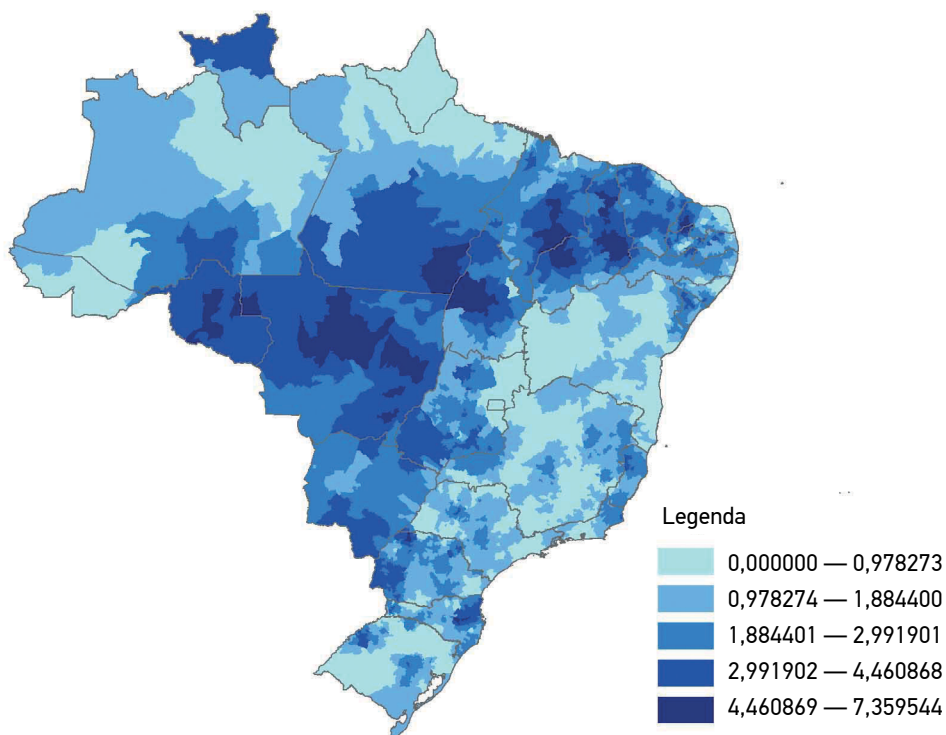 Legenda
0,000000 — 0,978273
0,978274 — 1,884400
1,884401 — 2,991901
2,991902 — 4,460868
4,460869 — 7,359544